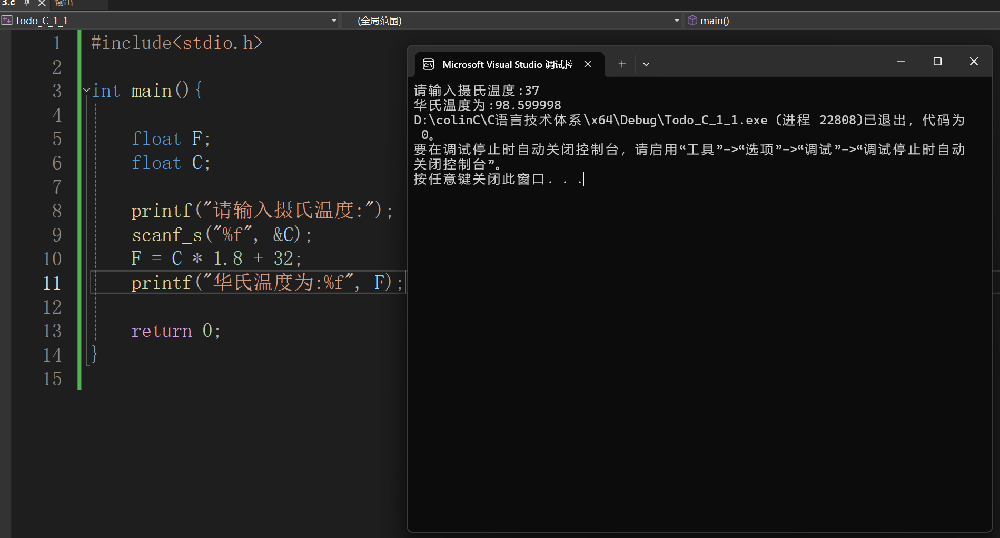 3.c 输出
Todo_C_1_1 (全局范围) main()
1 #include<stdio.h>
2
3 int main(){
4
5 float F;
6 float C;
7
8 printf("请输入摄氏温度:");
9 scanf_s("%f", &C);
10 F = C * 1.8 + 32;
11 printf("华氏温度为:%f", F);
12
13 return 0;
14 }
15
Microsoft Visual Studio 调试控
请输入摄氏温度:37
华氏温度为:98.599998
D:\colinC\C语言技术体系\x64\Debug\Todo_C_1_1.exe (进程 22808)已退出，代码为
0。
要在调试停止时自动关闭控制台，请启用“工具”->“选项”->“调试”->“调试停止时自动
关闭控制台”。
按任意键关闭此窗口. . .